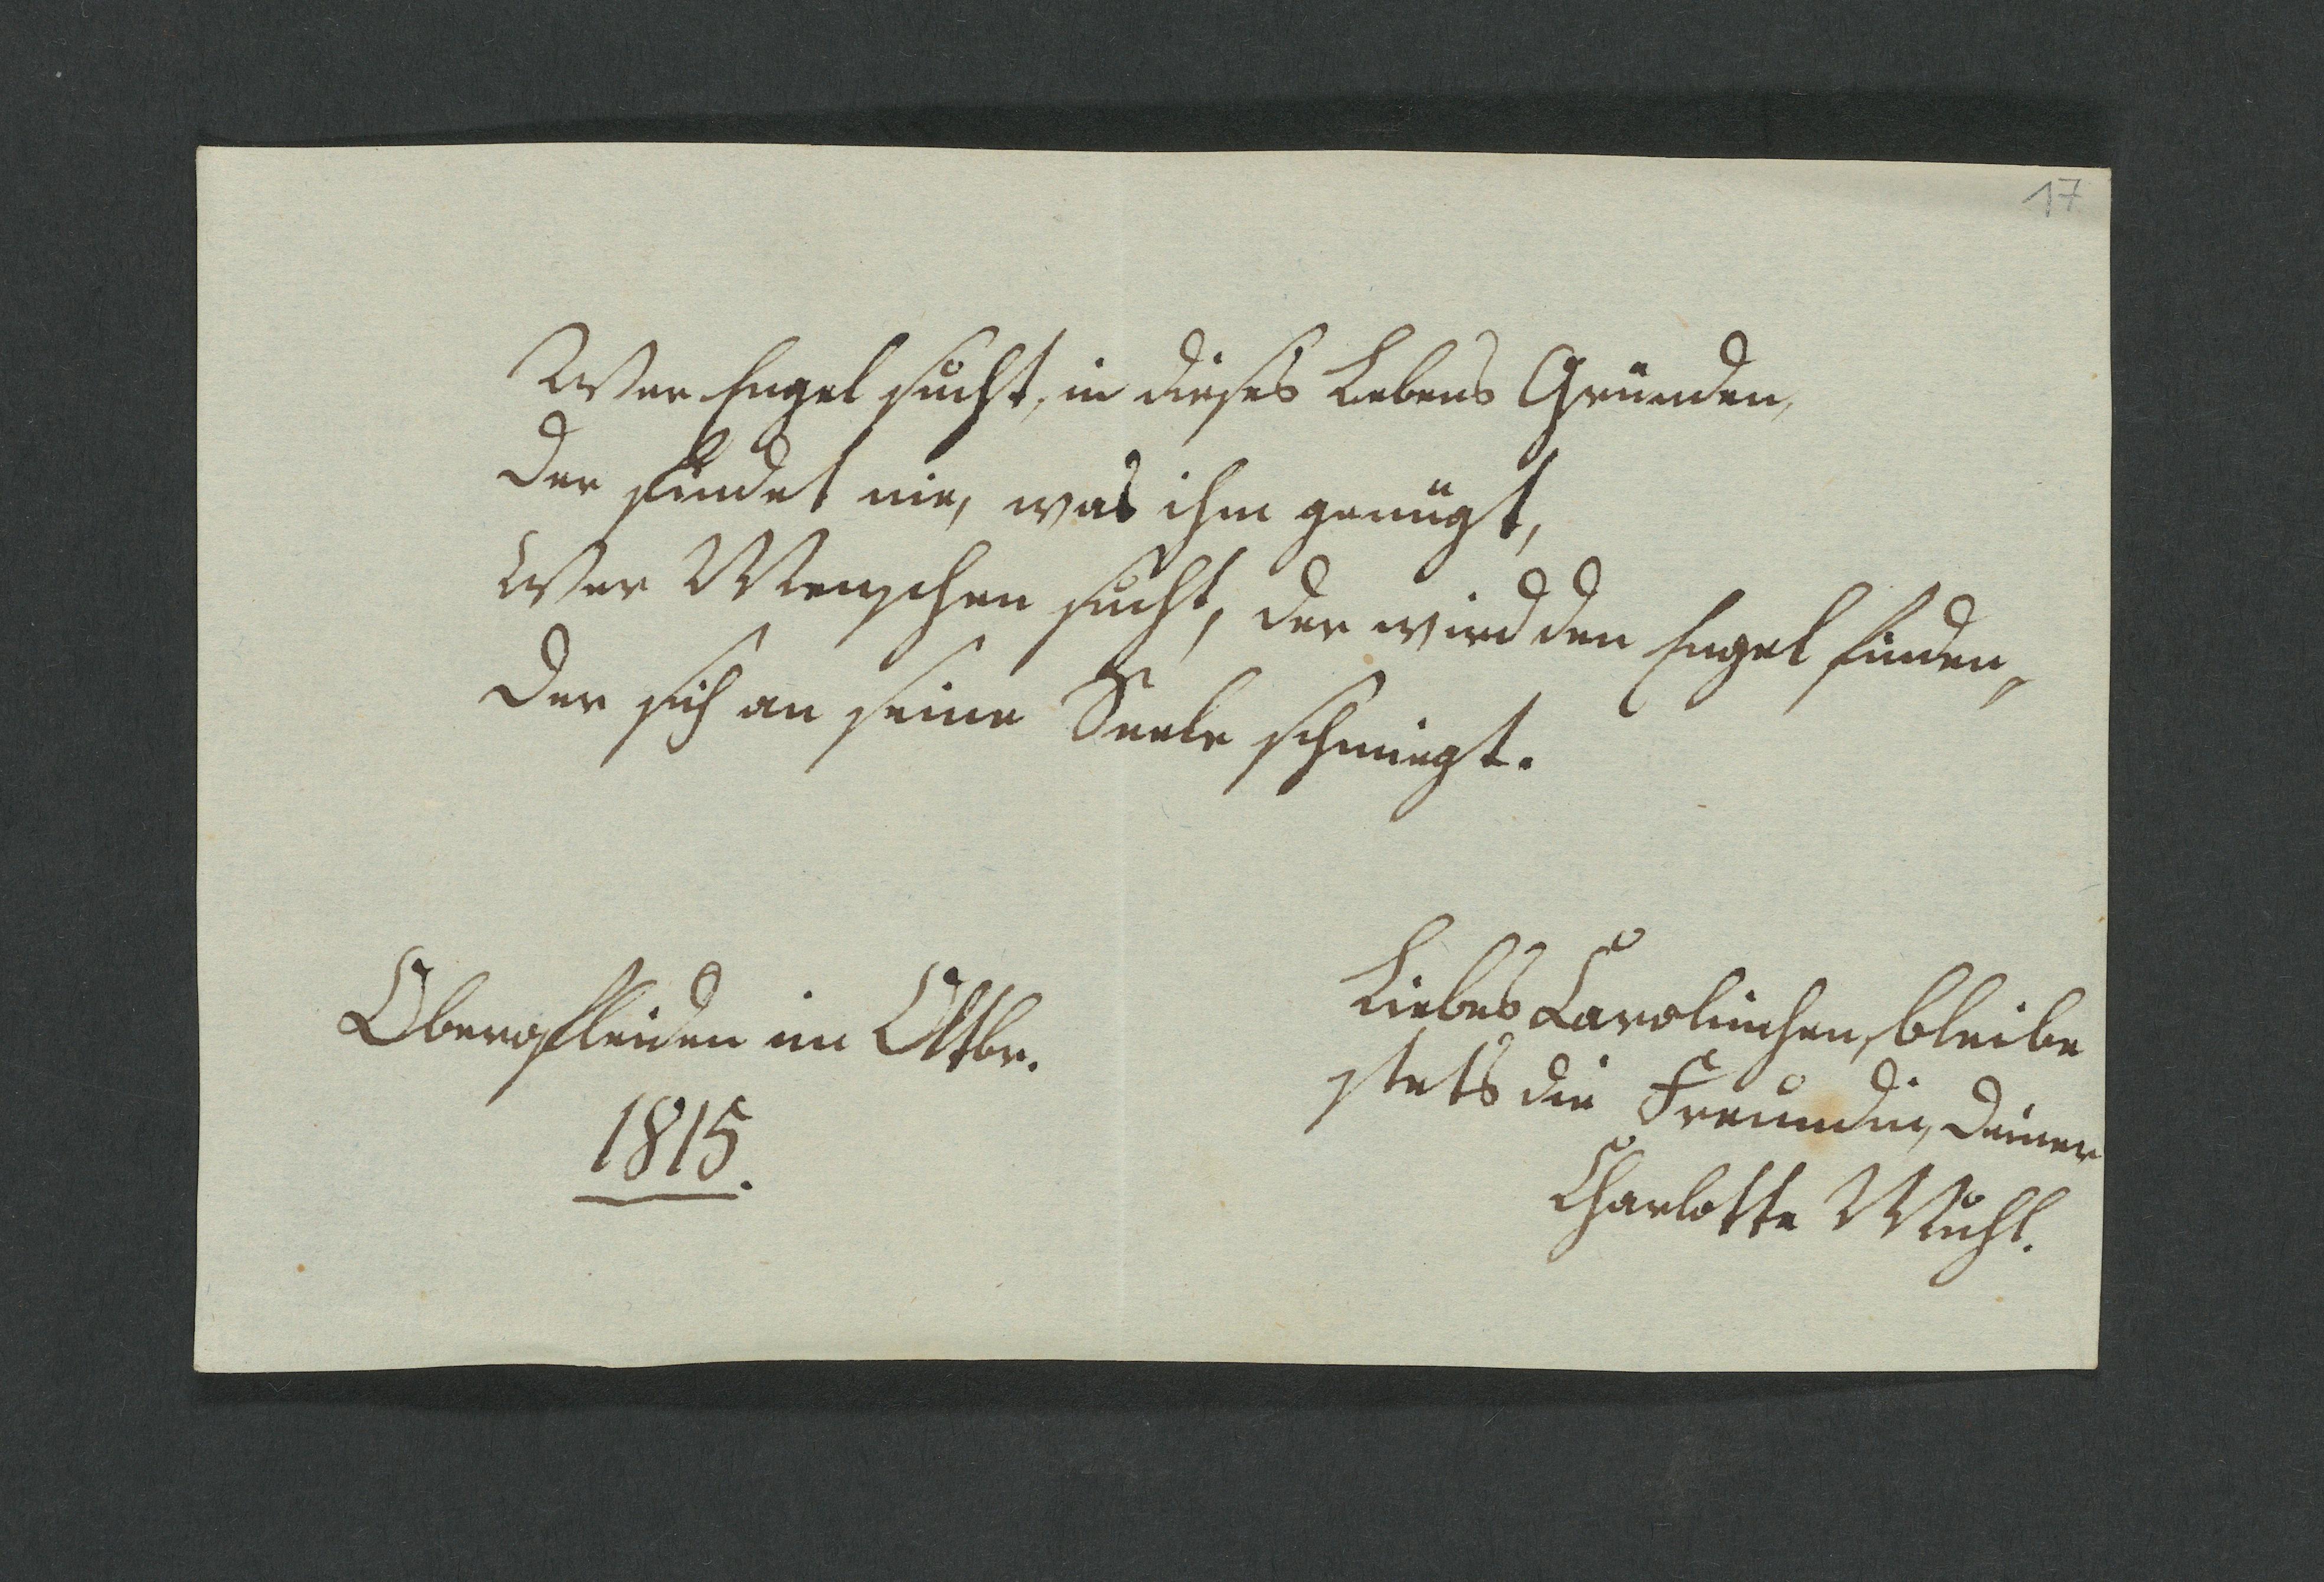 17
Wer Engel sucht, in dieses Lebens Gründen,
der findet nie, was ihm genügt,
Wer Menschen sucht, der wird den Engel finden,
der sich an seine Seele schmiegt.
Oberofleiden im Oktbr.
1815.
Liebes Carolinchen, bleibe
stets die Freundin, deiner
Charlotte